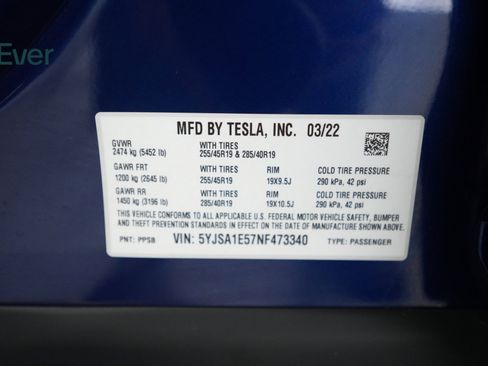 Ever
MFD BY TESLA, INC. 03/22
GVWR WITH TIRES
2474 kg (5452 lb) 255/45R19 & 285/40R19
GAWR FRT WITH TIRES RIM COLD TIRE PRESSURE
1200 kg (2645 lb) 255/45R19 19X9.5J 290 kPa, 42 psi
GAWR RR WITH TIRES RIM COLD TIRE PRESSURE
1450 kg (3196 lb) 285/40R19 19X10.5J 290 kPa, 42 psi
THIS VEHICLE CONFORMS TO ALL APPLICABLE U.S. FEDERAL MOTOR VEHICLE SAFETY, BUMPER
AND THEFT PREVENTION STANDARDS IN EFFECT ON THE DATE OF MANUFACTURE SHOWN ABOVE.
PNT: PPSB VIN: 5YJSA1E57NF473340 TYPE: PASSENGER